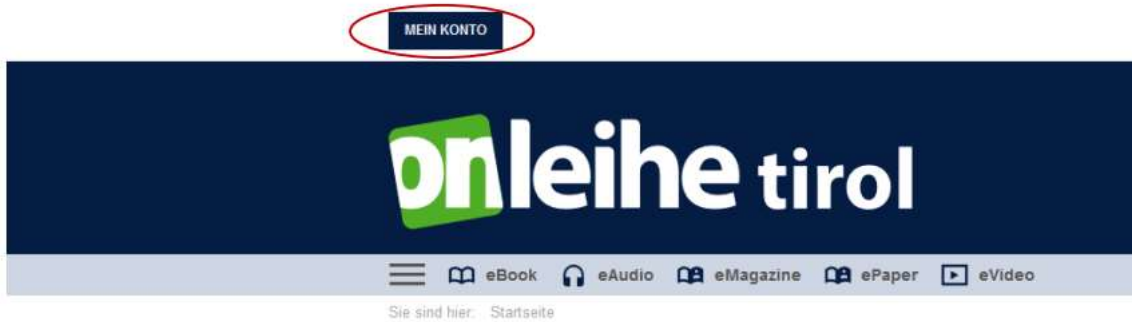 MEIN KONTO
onleihe tirol
eBook eAudio eMagazine ePaper eVideo
Sie sind hier: Startseite